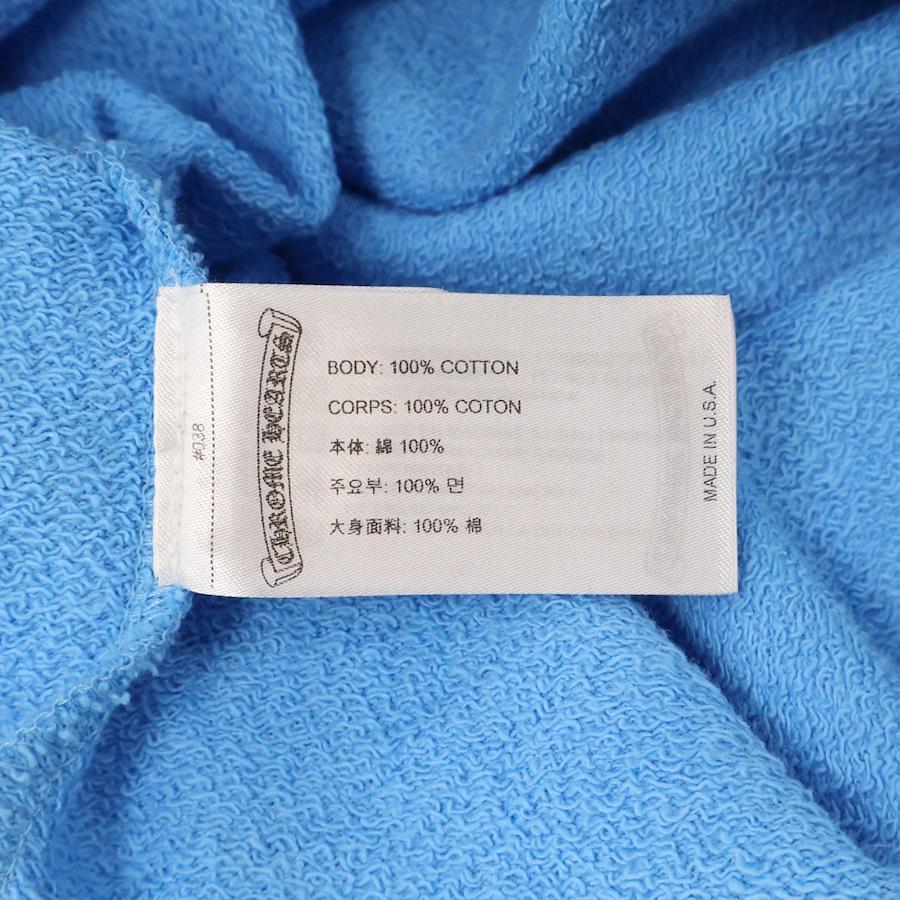 #038
CHROME HEARTS
BODY: 100% COTTON
CORPS: 100% COTON
本体: 綿 100%
주요부: 100% 면
大身面料: 100% 棉
MADE IN U.S.A.